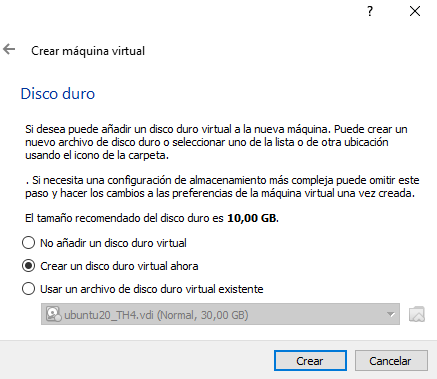 ?
Crear máquina virtual
Disco duro
Si desea puede añadir un disco duro virtual a la nueva máquina. Puede crear un
nuevo archivo de disco duro o seleccionar uno de la lista o de otra ubicación
usando el icono de la carpeta.
. Si necesita una configuración de almacenamiento más compleja puede omitir este
paso y hacer los cambios a las preferencias de la máquina virtual una vez creada.
El tamaño recomendado del disco duro es 10,00 GB.
No añadir un disco duro virtual
Crear un disco duro virtual ahora
Usar un archivo de disco duro virtual existente
ubuntu20_TH4.vdi (Normal, 30,00 GB)
Crear
Cancelar